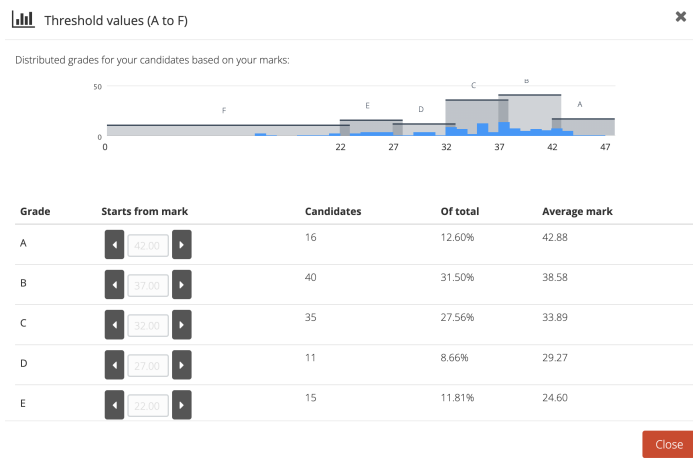 Threshold values (A to F)
Distributed grades for your candidates based on your marks:
50
0
F
E
D
C
B
A
0 22 27 32 37 42 47
Grade Starts from mark Candidates Of total Average mark
A 42.00 16 12.60% 42.88
B 37.00 40 31.50% 38.58
C 32.00 35 27.56% 33.89
D 27.00 11 8.66% 29.27
E 22.00 15 11.81% 24.60
Close